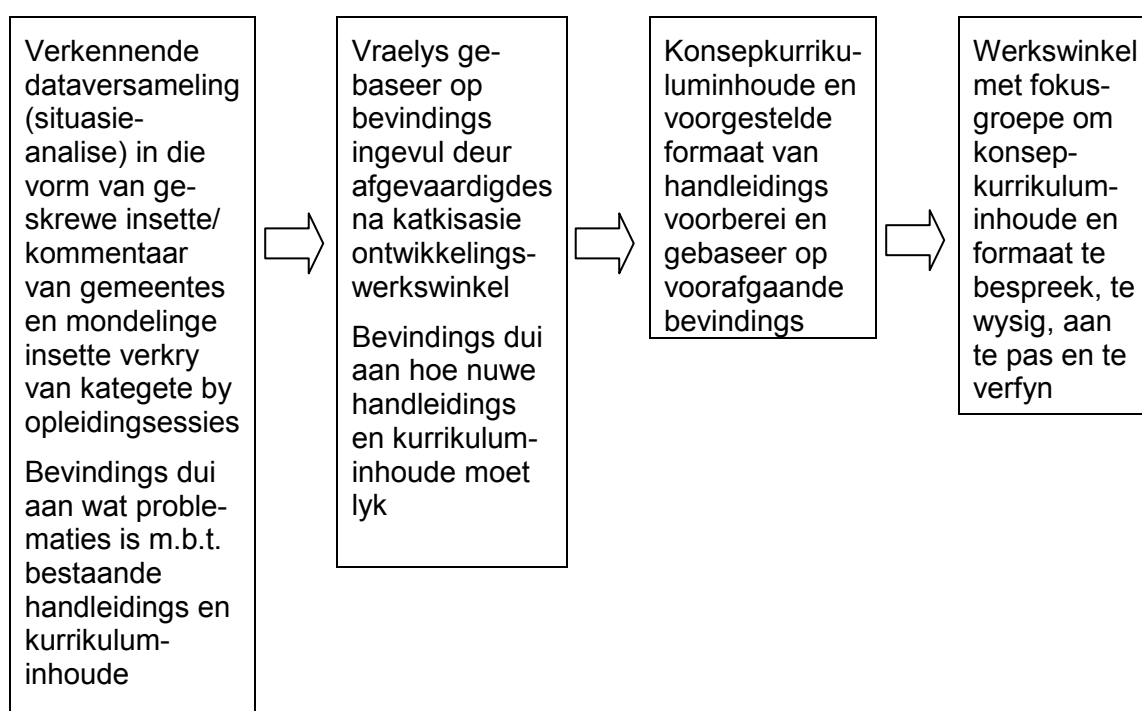 Verkennende
dataversameling
(situasie-
analise) in die
vorm van ge-
skrewe insette/
kommentaar
van gemeentes
en mondelinge
insette verkry
van kategete by
opleidingsessies
Bevindings dui
aan wat proble-
maties is m.b.t.
bestaande
handleidings en
kurrikulum-
inhoude
Vraelys ge-
baseer op
bevindings
ingevul deur
afgevaardigdes
na katkisasie
ontwikkelings-
werkswinkel
Bevindings dui
aan hoe nuwe
handleidings
en kurrikulum-
inhoude moet
lyk
Konsepkurriku-
luminhoude en
voorgestelde
formaat van
handleidings
voorberei en
gebaseer op
voorafgaande
bevindings
Werkswinkel
met fokus-
groepe om
konsep-
kurrikulum-
inhoude en
formaat te
bespreek, te
wysig, aan
te pas en te
verfyn